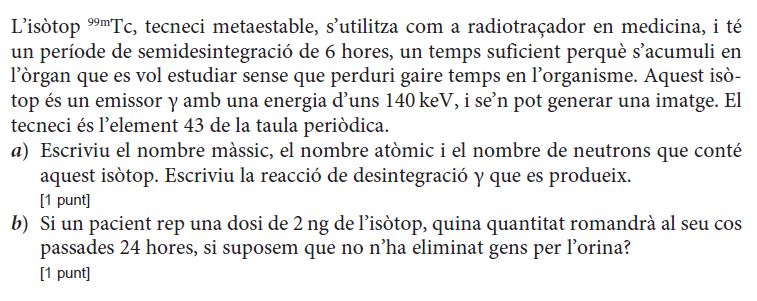 L’isòtop ⁹⁹ᵐTc, tecneci metaestable, s’utilitza com a radiotraçador en medicina, i té
un període de semidesintegració de 6 hores, un temps suficient perquè s’acumuli en
l’òrgan que es vol estudiar sense que perduri gaire temps en l’organisme. Aquest isò-
top és un emissor γ amb una energia d’uns 140 keV, i se’n pot generar una imatge. El
tecneci és l’element 43 de la taula periòdica.
a) Escriviu el nombre màssic, el nombre atòmic i el nombre de neutrons que conté
aquest isòtop. Escriviu la reacció de desintegració γ que es produeix.
[1 punt]
b) Si un pacient rep una dosi de 2 ng de l’isòtop, quina quantitat romandrà al seu cos
passades 24 hores, si suposem que no n’ha eliminat gens per l’orina?
[1 punt]